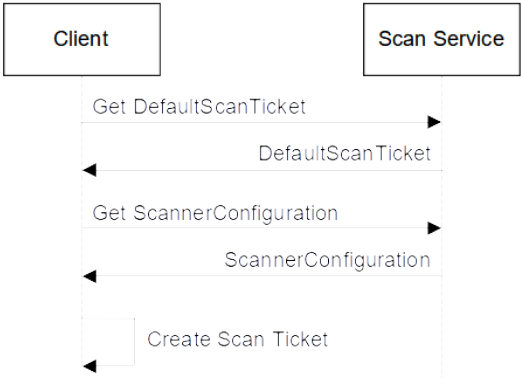 Client
Scan Service
Get DefaultScanTicket
DefaultScanTicket
Get ScannerConfiguration
ScannerConfiguration
Create Scan Ticket